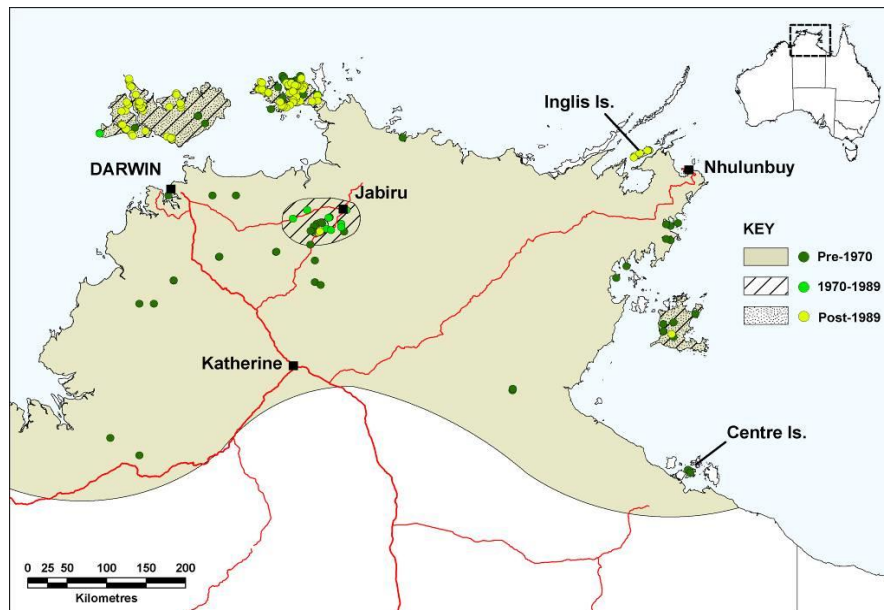 Inglis Is.
DARWIN
Nhulunbuy
Jabiru
KEY
Pre-1970
1970-1989
Post-1989
Katherine
Centre Is.
0 25 50 100 150 200
Kilometres